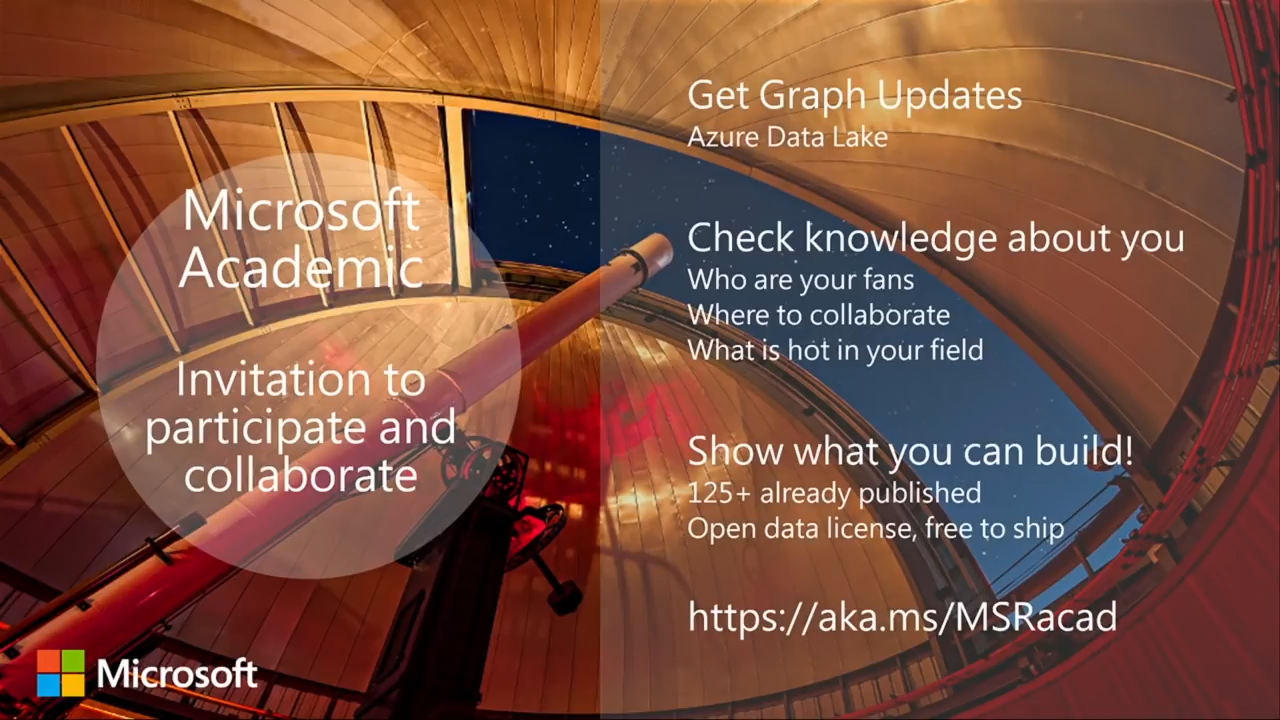 Microsoft
Academic
Invitation to
participate and
collaborate
Get Graph Updates
Azure Data Lake
Check knowledge about you
Who are your fans
Where to collaborate
What is hot in your field
Show what you can build!
125+ already published
Open data license, free to ship
https://aka.ms/MSRacad
Microsoft